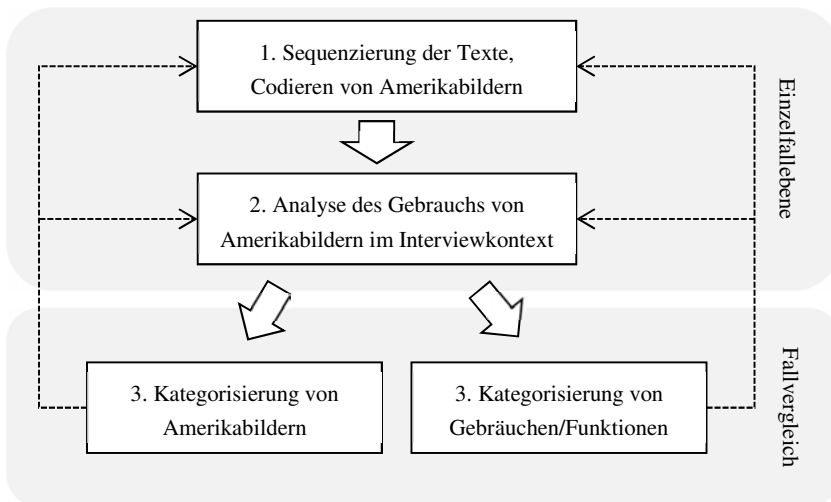 1. Sequenzierung der Texte,
Codieren von Amerikabildern
Einzelfallebene
2. Analyse des Gebrauchs von
Amerikabildern im Interviewkontext
3. Kategorisierung von
Amerikabildern
3. Kategorisierung von
Gebräuchen/Funktionen
Fallvergleich